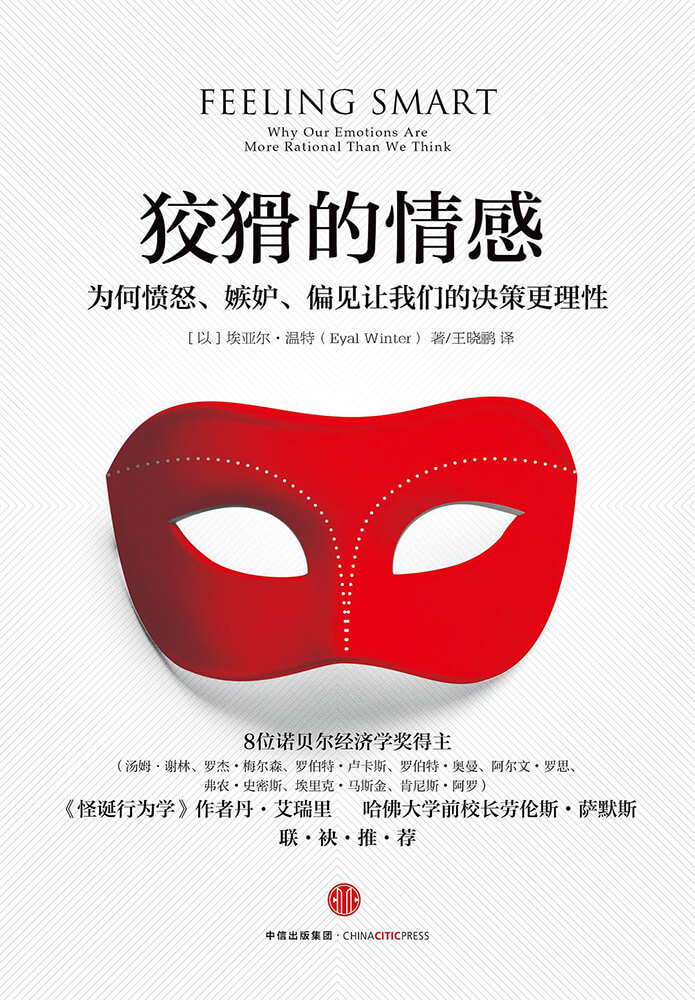 FEELING SMART
Why Our Emotions Are
More Rational Than We Think
狡猾的情感
为何愤怒、嫉妒、偏见让我们的决策更理性
［以］埃亚尔·温特（Eyal Winter） 著/王晓鹏 译
8位诺贝尔经济学奖得主
（汤姆·谢林、罗杰·梅尔森、罗伯特·卢卡斯、罗伯特·奥曼、阿尔文·罗思、
弗农·史密斯、埃里克·马斯金、肯尼斯·阿罗）
《怪诞行为学》作者丹·艾瑞里 哈佛大学前校长劳伦斯·萨默斯
联·袂·推·荐
中信出版集团·CHINACITICPRESS